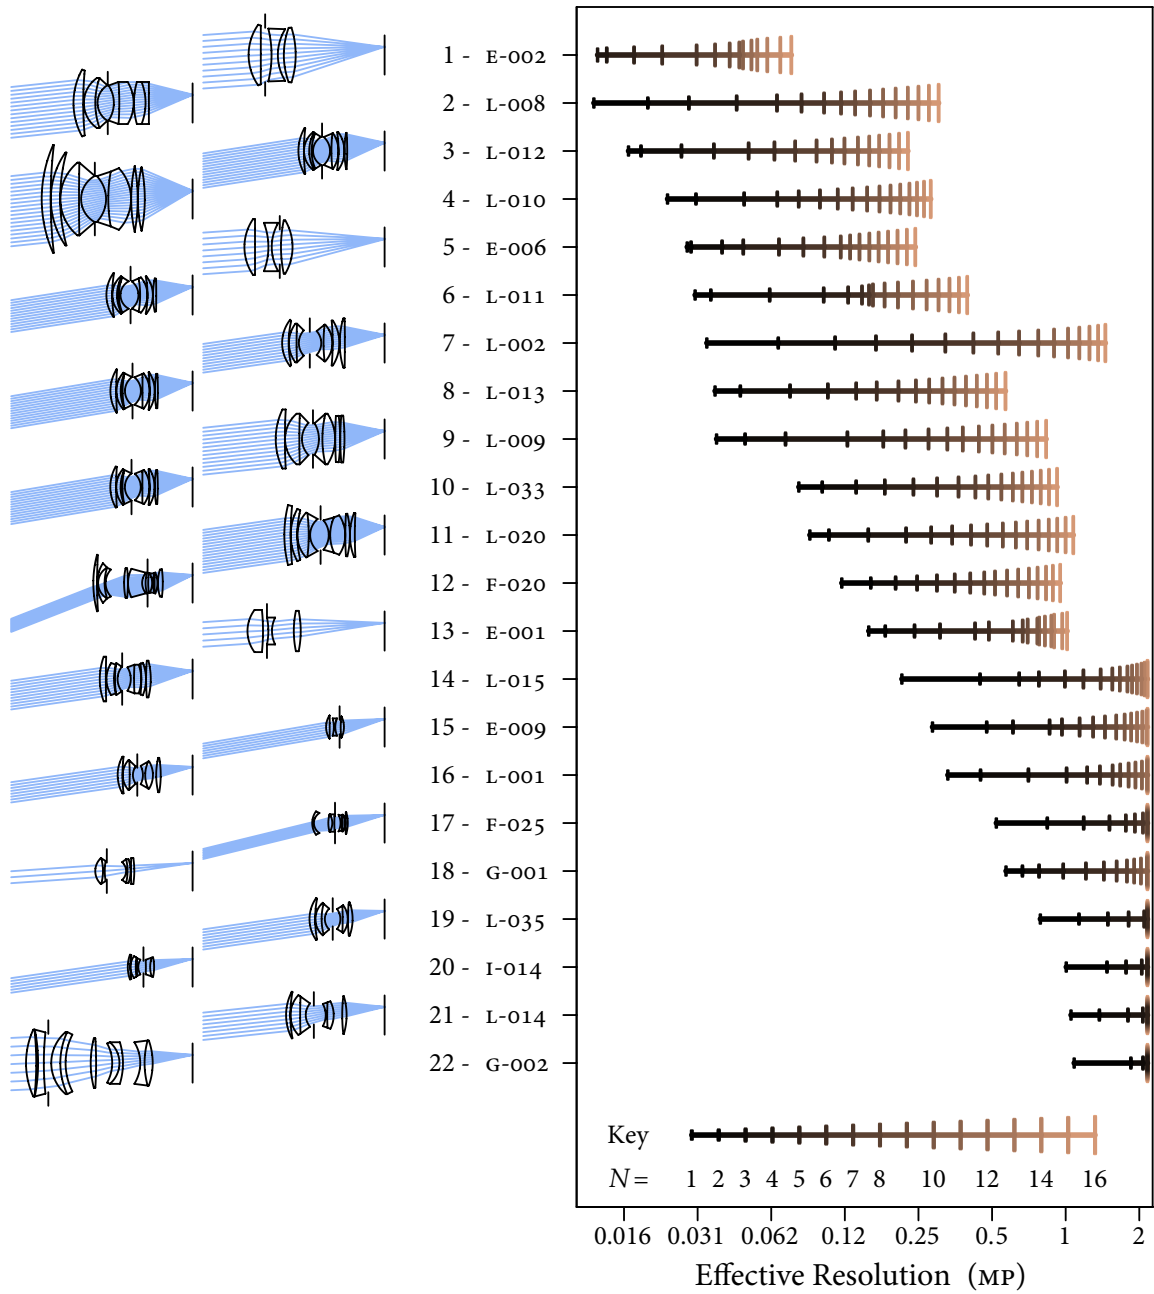 1 - E-002
2 - L-008
3 - L-012
4 - L-010
5 - E-006
6 - L-011
7 - L-002
8 - L-013
9 - L-009
10 - L-033
11 - L-020
12 - F-020
13 - E-001
14 - L-015
15 - E-009
16 - L-001
17 - F-025
18 - G-001
19 - L-035
20 - I-014
21 - L-014
22 - G-002
Key
N = 1 2 3 4 5 6 7 8 10 12 14 16
0.016 0.031 0.062 0.12 0.25 0.5 1 2
Effective Resolution (MP)